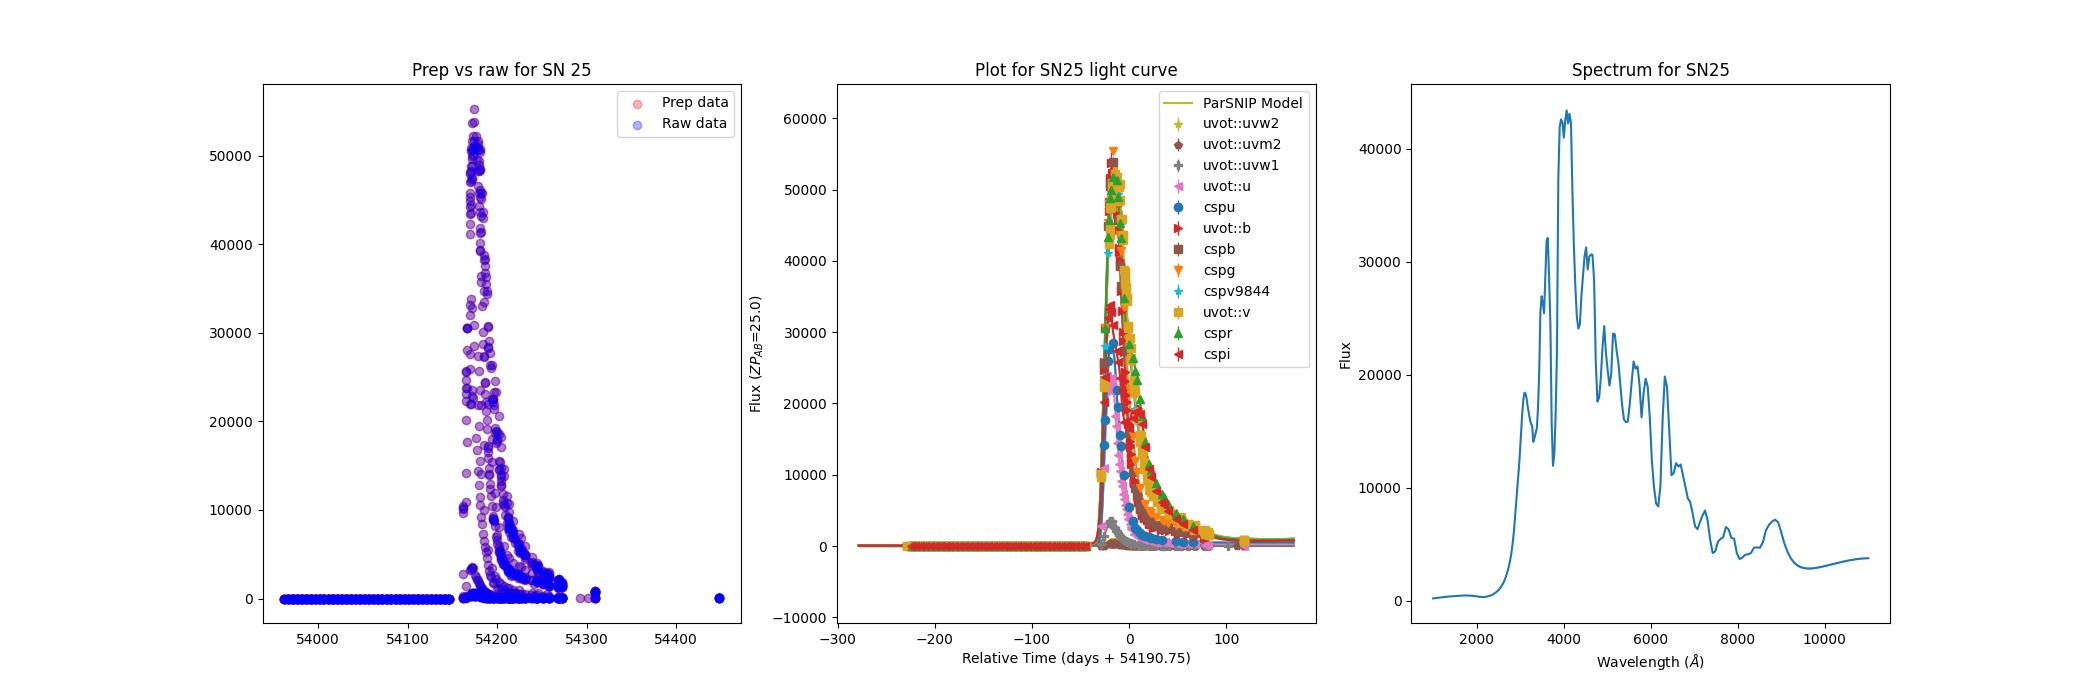 Prep vs raw for SN 25
Prep data
Raw data
50000
40000
30000
20000
10000
0
54000
54100
54200
54300
54400
Plot for SN25 light curve
ParSNIP Model
uvot::uvw2
uvot::uvm2
uvot::uvw1
uvot::u
cspu
uvot::b
cspb
cspg
cspv9844
uvot::v
cspr
cspi
Flux (ZP_AB=25.0)
60000
50000
40000
30000
20000
10000
0
−10000
−300
−200
−100
0
100
Relative Time (days + 54190.75)
Spectrum for SN25
Flux
40000
30000
20000
10000
0
2000
4000
6000
8000
10000
Wavelength (Å)